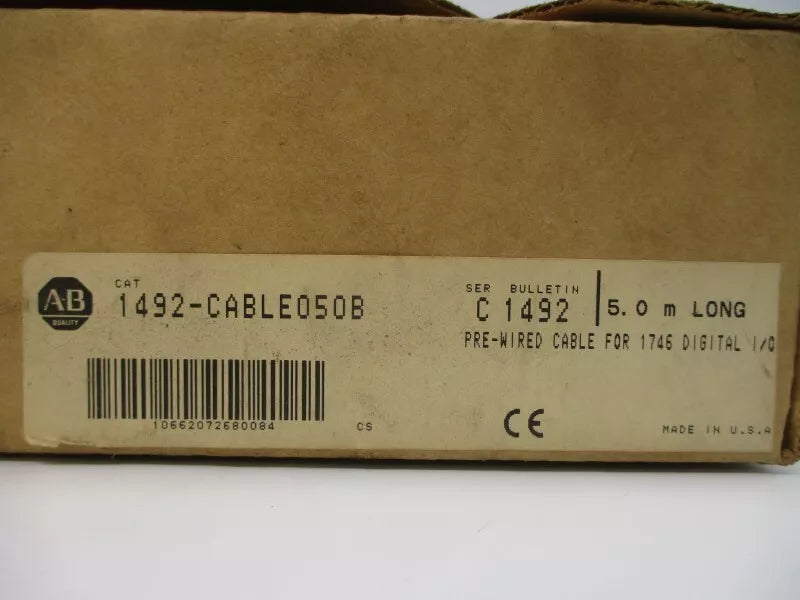 A-B
QUALITY
CAT
1492-CABLE050B
SER BULLETIN
C 1492
5.0 m LONG
PRE-WIRED CABLE FOR 1746 DIGITAL I/O
10662072680084
CS
CE
MADE IN U.S.A